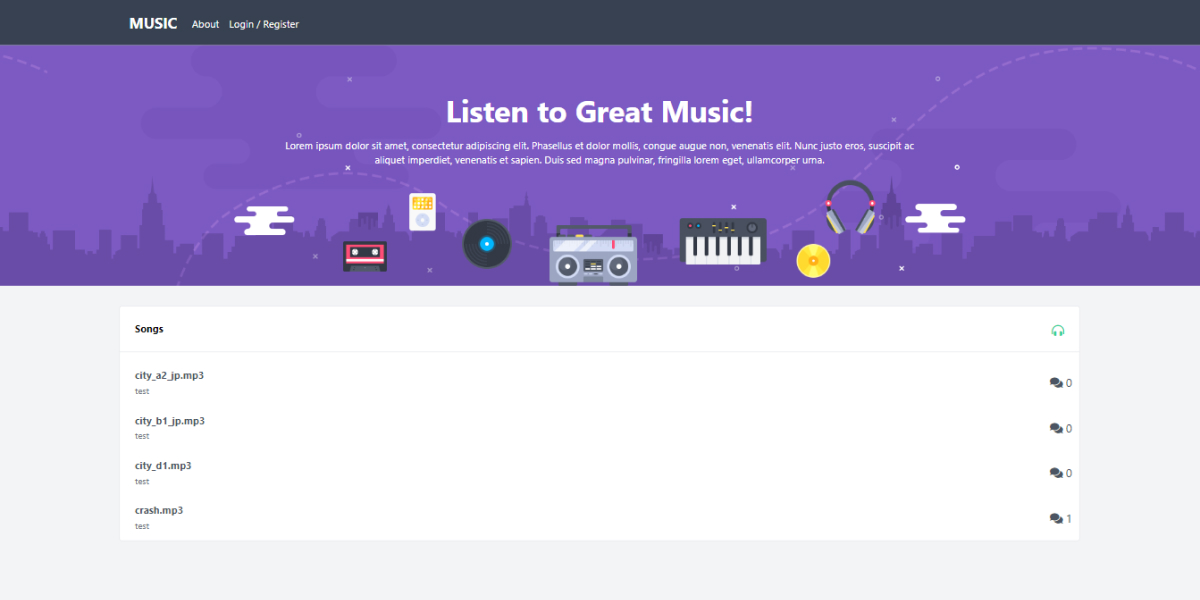 MUSIC About Login / Register
Listen to Great Music!
Lorem ipsum dolor sit amet, consectetur adipiscing elit. Phasellus et dolor mollis, congue augue non, venenatis elit. Nunc justo eros, suscipit ac
aliquet imperdiet, venenatis et sapien. Duis sed magna pulvinar, fringilla lorem eget, ullamcorper urna.
Songs
city_a2_jp.mp3
test
0
city_b1_jp.mp3
test
0
city_d1.mp3
test
0
crash.mp3
test
1